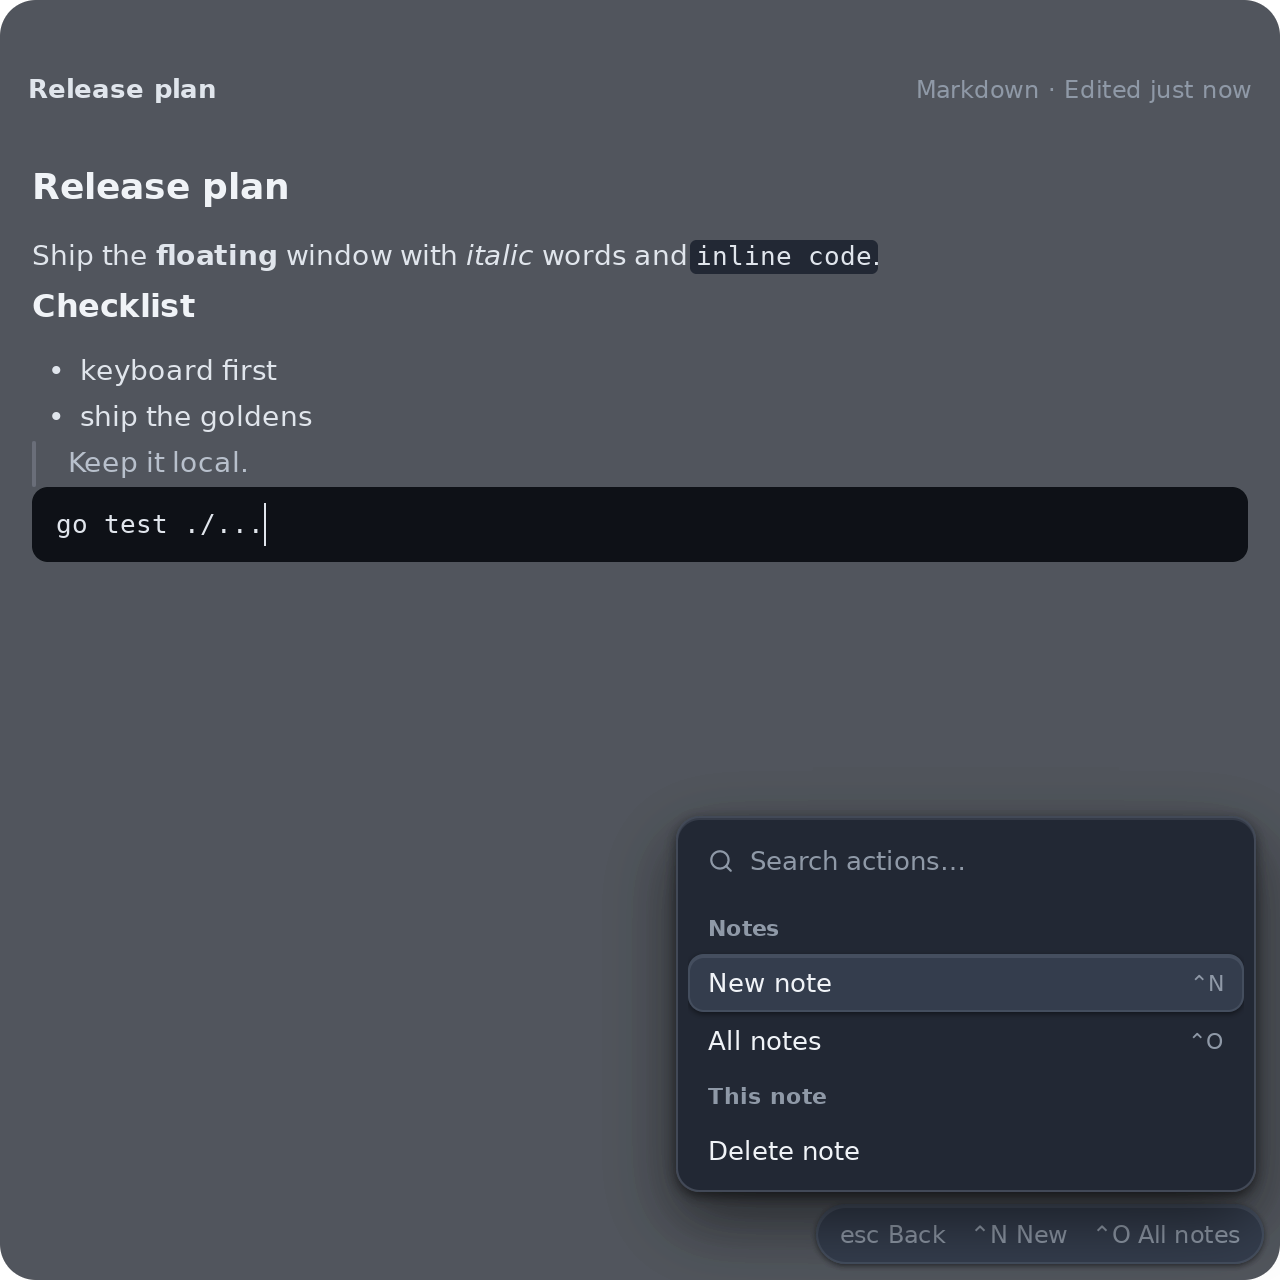 Release plan
Markdown · Edited just now
Release plan
Ship the floating window with italic words and inline code.
Checklist
• keyboard first
• ship the goldens
Keep it local.
go test ./...
Search actions...
Notes
New note ⌃N
All notes ⌃O
This note
Delete note
esc Back ⌃N New ⌃O All notes